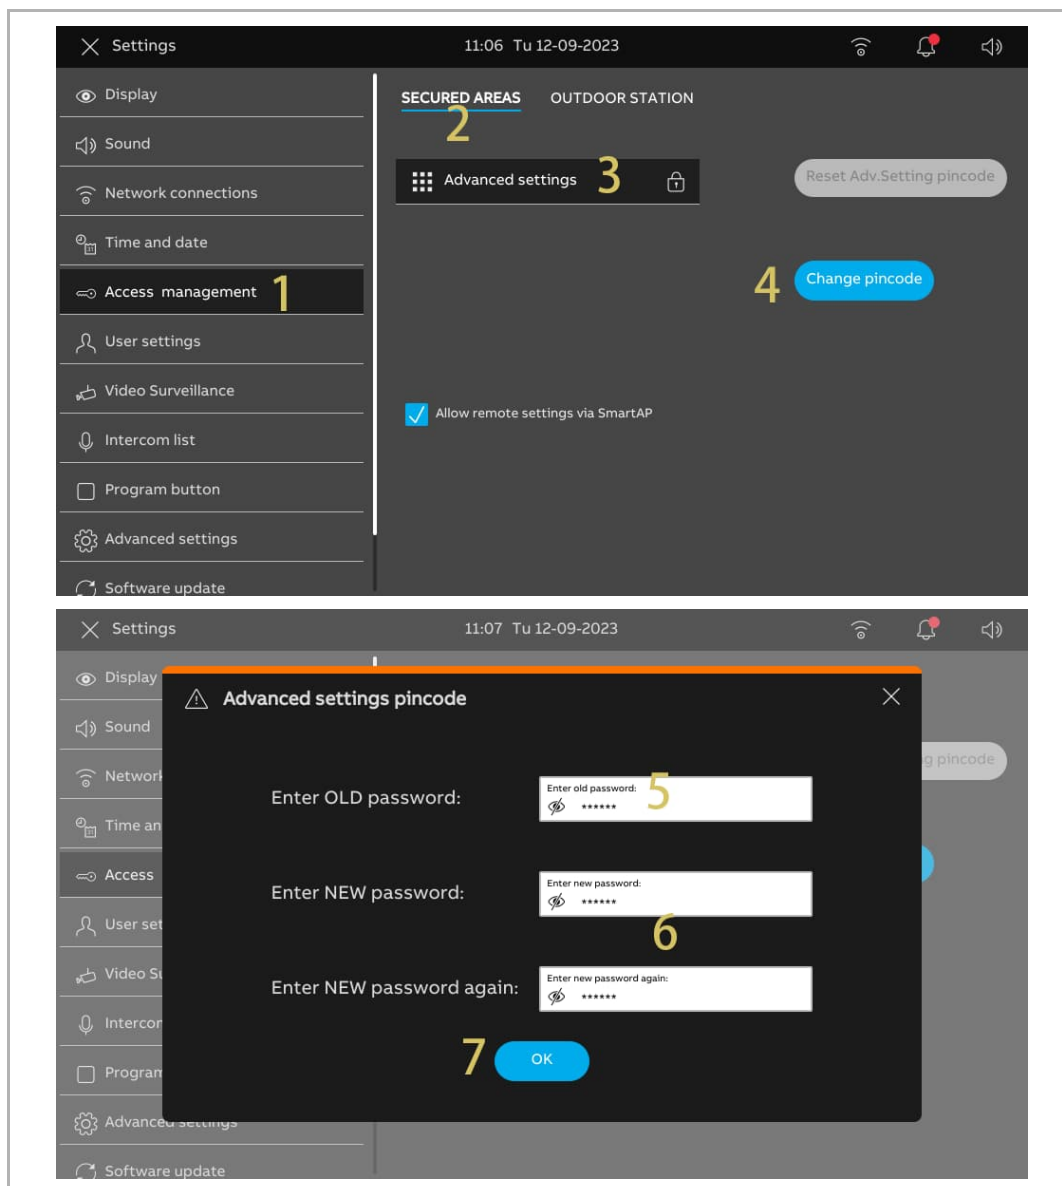 Settings
11:06 Tu 12-09-2023
Display
SECURED AREAS OUTDOOR STATION
2
Sound
Advanced settings 3
Reset Adv.Setting pincode
Network connections
Time and date
Access management 1
4 Change pincode
User settings
Video Surveillance
Allow remote settings via SmartAP
Intercom list
Program button
Advanced settings
Software update
Settings
11:07 Tu 12-09-2023
Display
Advanced settings pincode
Sound
g pincode
Network
Enter OLD password:
Enter old password: 5
******
Time an
Access
Enter NEW password:
Enter new password:
******
User set
6
Video Su
Enter NEW password again:
Enter new password again:
******
Intercor
7 OK
Program
Advanced settings
Software update